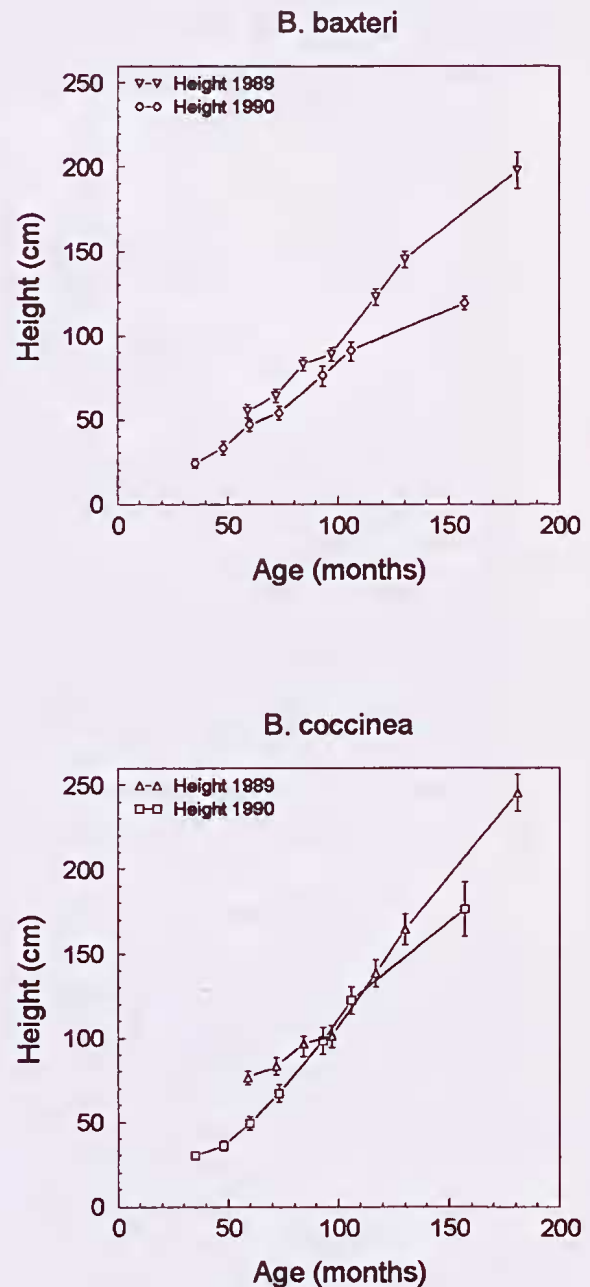 B. baxteri
250
200
150
100
50
0
Height (cm)
▽-▽ Height 1989
○-○ Height 1990
0 50 100 150 200
Age (months)
B. coccinea
250
200
150
100
50
0
Height (cm)
△-△ Height 1989
□-□ Height 1990
0 50 100 150 200
Age (months)